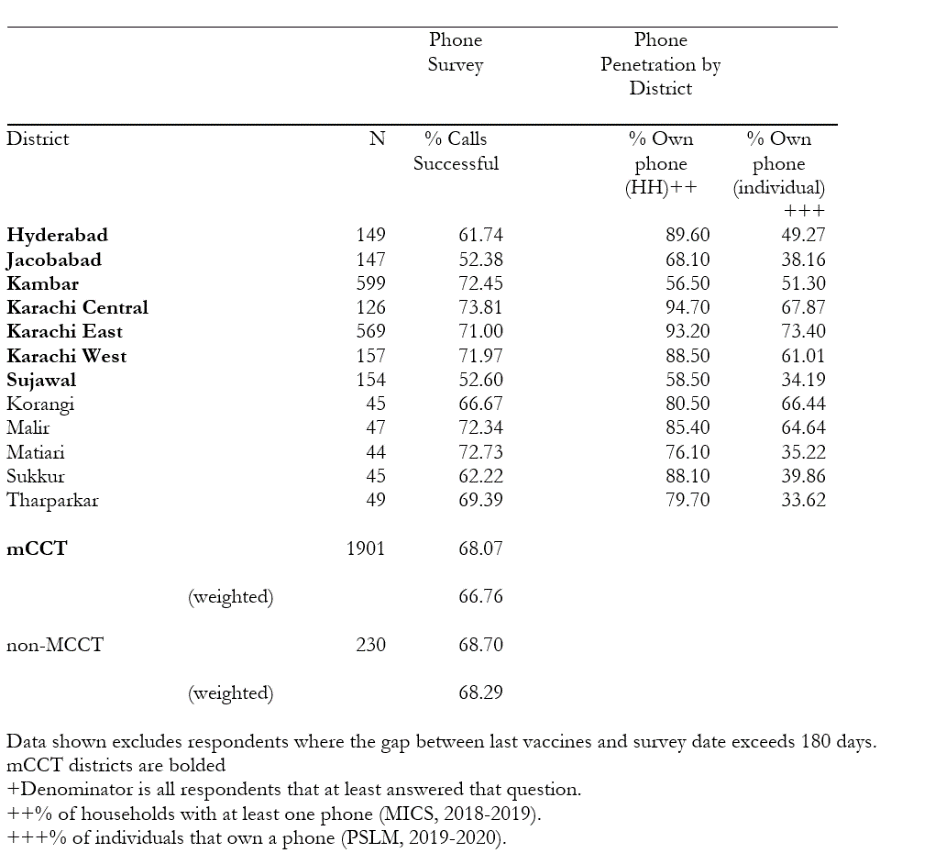 Phone Survey Phone Penetration by District
District N % Calls Successful % Own phone (HH)++ % Own phone (individual) +++
Hyderabad 149 61.74 89.60 49.27
Jacobabad 147 52.38 68.10 38.16
Kambar 599 72.45 56.50 51.30
Karachi Central 126 73.81 94.70 67.87
Karachi East 569 71.00 93.20 73.40
Karachi West 157 71.97 88.50 61.01
Sujawal 154 52.60 58.50 34.19
Korangi 45 66.67 80.50 66.44
Malir 47 72.34 85.40 64.64
Matiari 44 72.73 76.10 35.22
Sukkur 45 62.22 88.10 39.86
Tharparkar 49 69.39 79.70 33.62
mCCT 1901 68.07
(weighted) 66.76
non-MCCT 230 68.70
(weighted) 68.29
Data shown excludes respondents where the gap between last vaccines and survey date exceeds 180 days.
mCCT districts are bolded
+Denominator is all respondents that at least answered that question.
++% of households with at least one phone (MICS, 2018-2019).
+++% of individuals that own a phone (PSLM, 2019-2020).